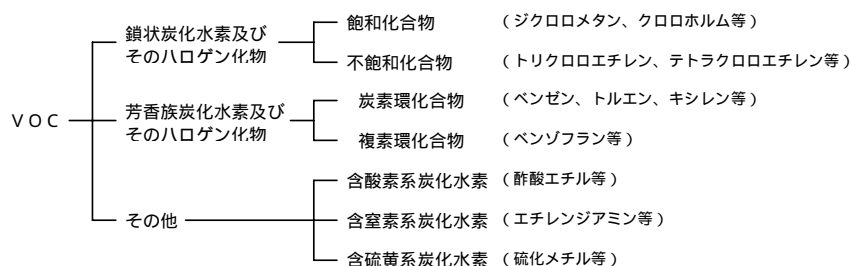 鎖状炭化水素及び
そのハロゲン化物
飽和化合物 （ジクロロメタン、クロロホルム等）
不飽和化合物 （トリクロロエチレン、テトラクロロエチレン等）
ＶＯＣ
芳香族炭化水素及び
そのハロゲン化物
炭素環化合物 （ベンゼン、トルエン、キシレン等）
複素環化合物 （ベンゾフラン等）
その他
含酸素系炭化水素 （酢酸エチル等）
含窒素系炭化水素 （エチレンジアミン等）
含硫黄系炭化水素 （硫化メチル等）